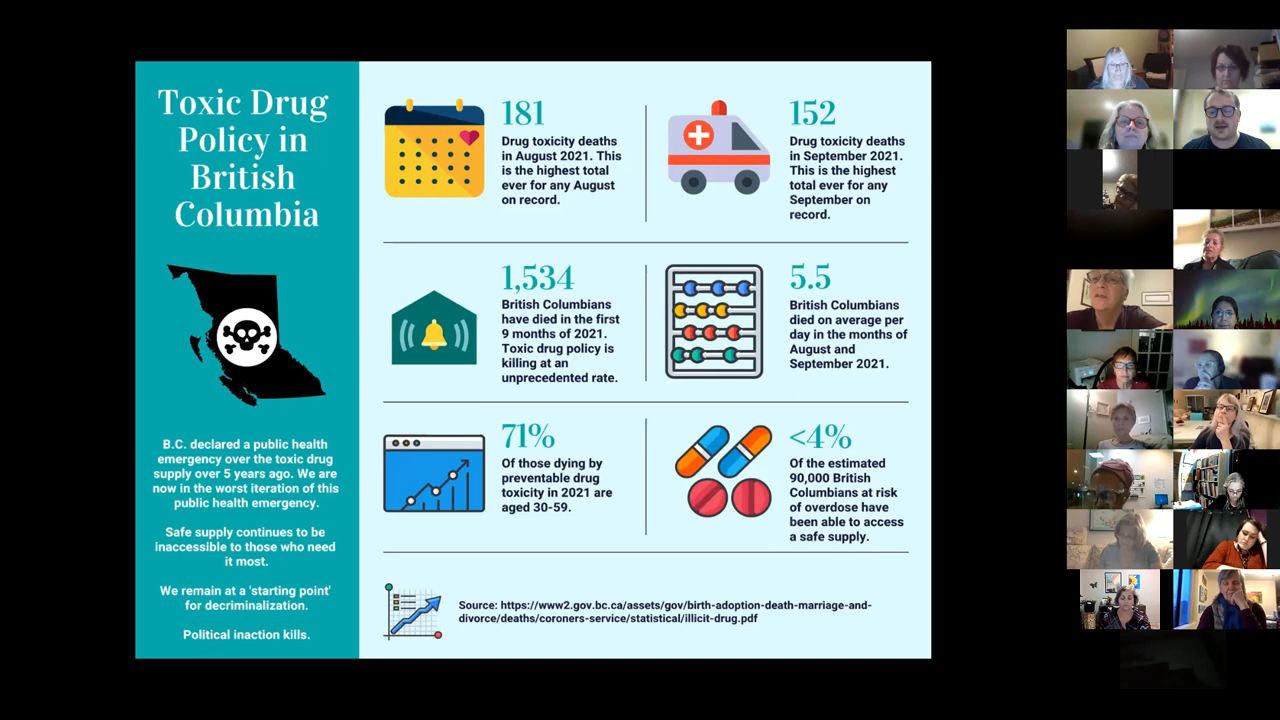 Toxic Drug
Policy in
British
Columbia
B.C. declared a public health
emergency over the toxic drug
supply over 5 years ago. We are
now in the worst iteration of this
public health emergency.
Safe supply continues to be
inaccessible to those who need
it most.
We remain at a 'starting point'
for decriminalization.
Political inaction kills.
181
Drug toxicity deaths
in August 2021. This
is the highest total
ever for any August
on record.
152
Drug toxicity deaths
in September 2021.
This is the highest
total ever for any
September on
record.
1,534
British Columbians
have died in the first
9 months of 2021.
Toxic drug policy is
killing at an
unprecedented rate.
5.5
British Columbians
died on average per
day in the months of
August and
September 2021.
71%
Of those dying by
preventable drug
toxicity in 2021 are
aged 30-59.
<4%
Of the estimated
90,000 British
Columbians at risk
of overdose have
been able to access
a safe supply.
Source: https://www2.gov.bc.ca/assets/gov/birth-adoption-death-marriage-and-
divorce/deaths/coroners-service/statistical/illicit-drug.pdf